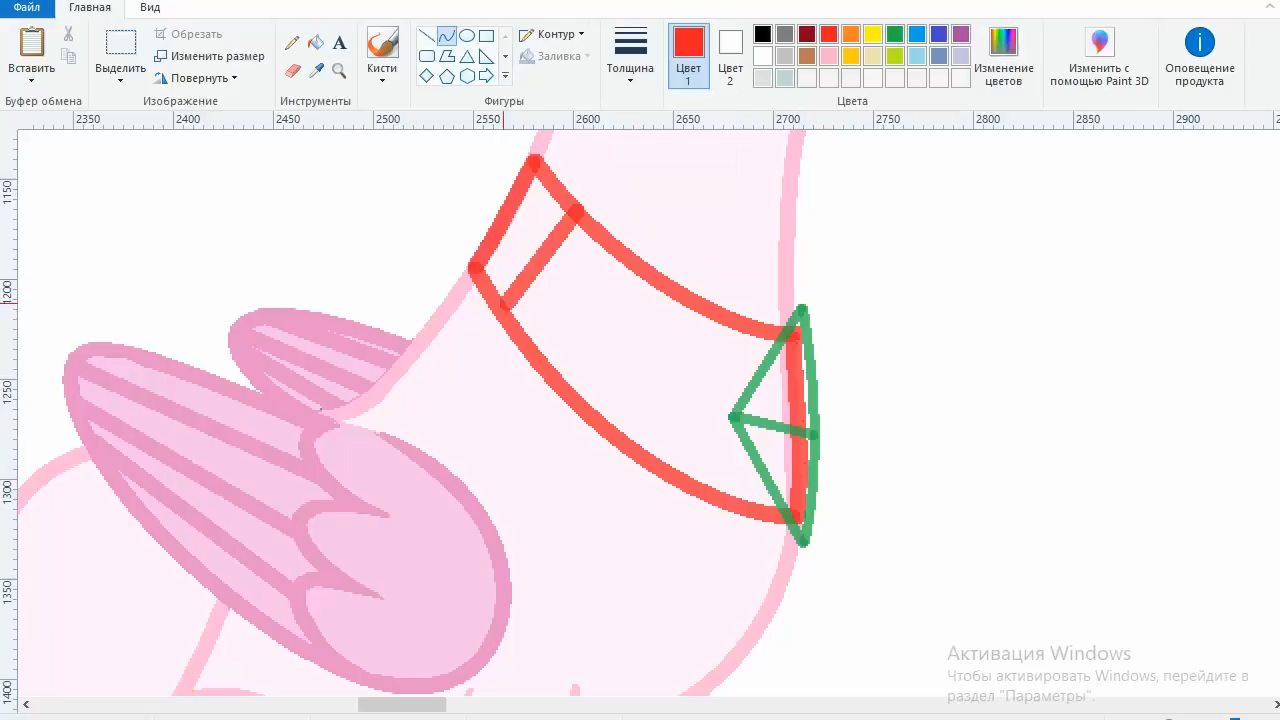 Файл Главная Вид
Вставить
Буфер обмена
Выделить
Обрезать
Изменить размер
Повернуть
Изображение
A
Инструменты
Кисти
Контур
Заливка
Фигуры
Толщина
Цвет 1
Цвет 2
Цвета
Изменение цветов
Изменить с помощью Paint 3D
Оповещение продукта
2350 2400 2450 2500 2550 2600 2650 2700 2750 2800 2850 2900
1150
1200
1250
1300
1350
1400
Активация Windows
Чтобы активировать Windows, перейдите в
раздел "Параметры".